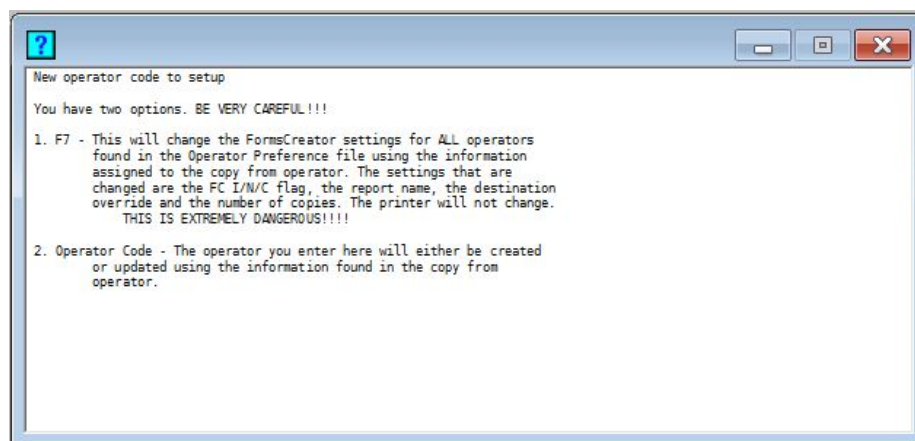 ?
New operator code to setup
You have two options. BE VERY CAREFUL!!!
1. F7 - This will change the FormsCreator settings for ALL operators
found in the Operator Preference file using the information
assigned to the copy from operator. The settings that are
changed are the FC I/N/C flag, the report name, the destination
override and the number of copies. The printer will not change.
THIS IS EXTREMELY DANGEROUS!!!!
2. Operator Code - The operator you enter here will either be created
or updated using the information found in the copy from
operator.